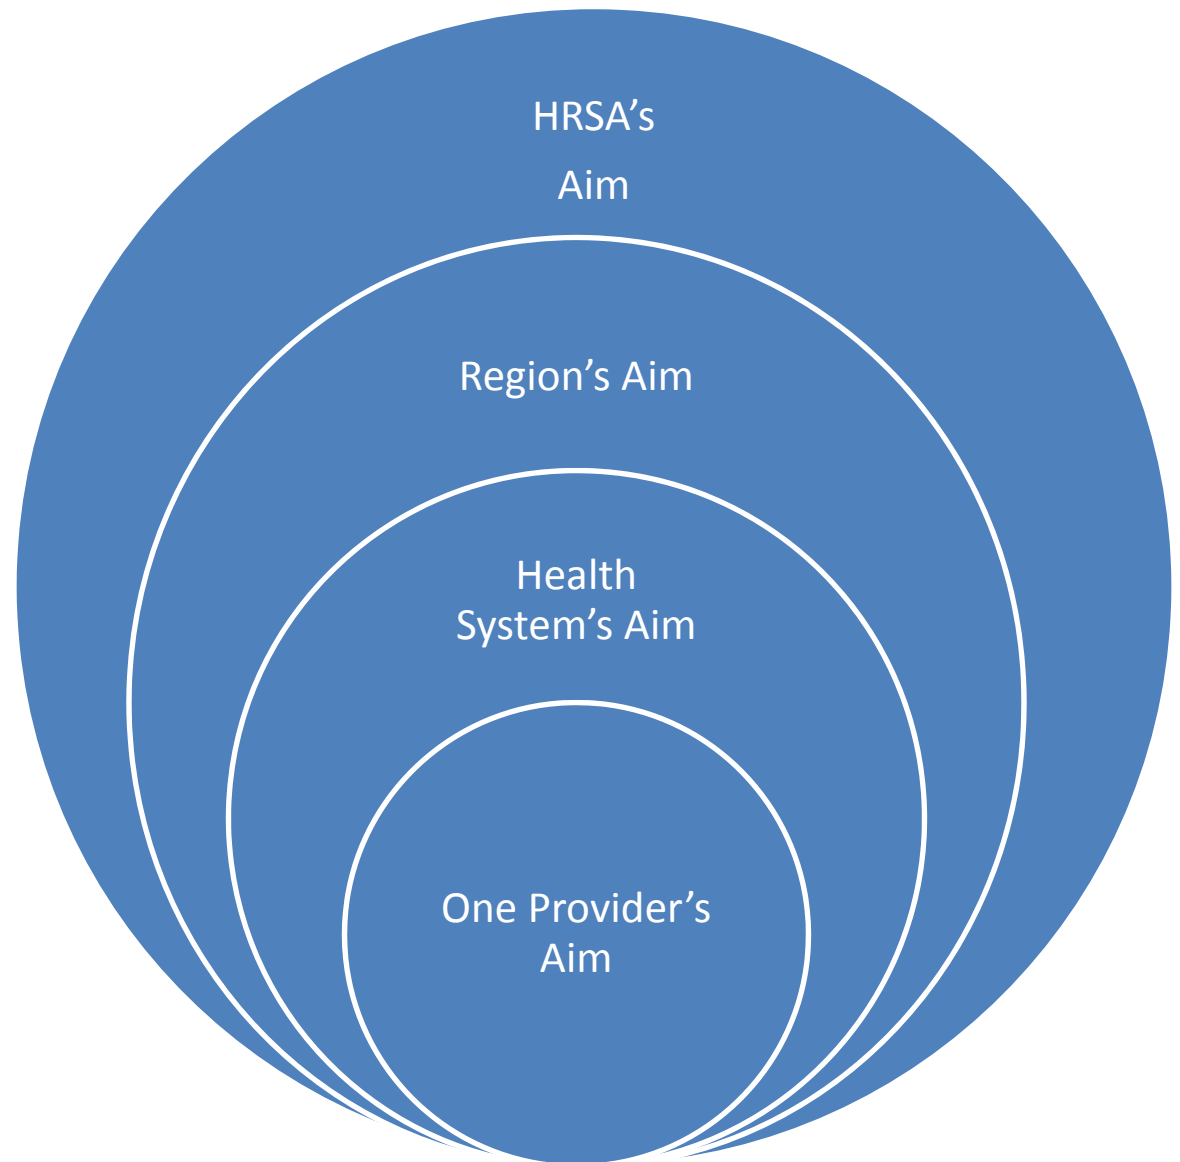 HRSA’s
Aim
Region’s Aim
Health
System’s Aim
One Provider’s
Aim